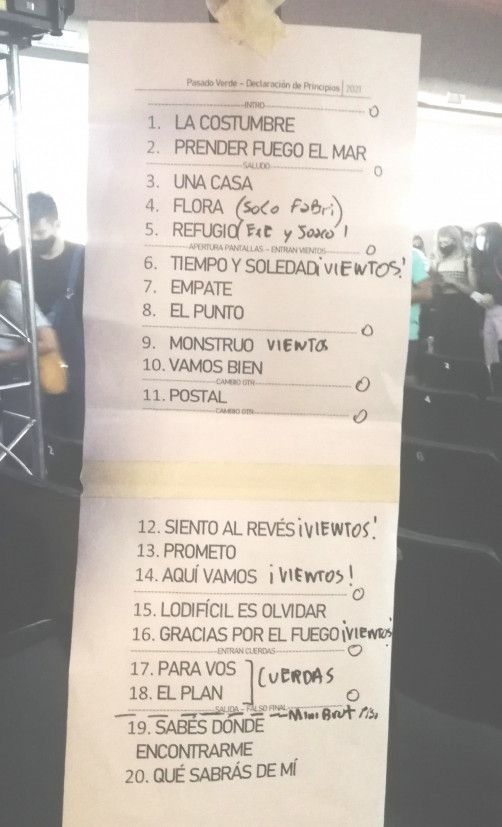 Pasado Verde - Declaración de Principios | 2021
INTRO
1. LA COSTUMBRE
2. PRENDER FUEGO EL MAR
SALUDO
3. UNA CASA
4. FLORA (SOLO FABRI)
5. REFUGIO
APERTURA PANTALLAS - ENTRAN VIENTOS
6. TIEMPO Y SOLEDAD ¡VIENTOS!
7. EMPATE
8. EL PUNTO
9. MONSTRUO VIENTOS
10. VAMOS BIEN
CAMBIO GTR
11. POSTAL
CAMBIO GTR
12. SIENTO AL REVÉS ¡VIENTOS!
13. PROMETO
14. AQUÍ VAMOS ¡VIENTOS!
15. LODIFÍCIL ES OLVIDAR
16. GRACIAS POR EL FUEGO ¡VIENTOS
ENTRAN CUERDAS
17. PARA VOS
18. EL PLAN
CUERDAS
SALIDA - FALSO FINAL
19. SABÉS DÓNDE
ENCONTRARME
20. QUÉ SABRÁS DE MÍ